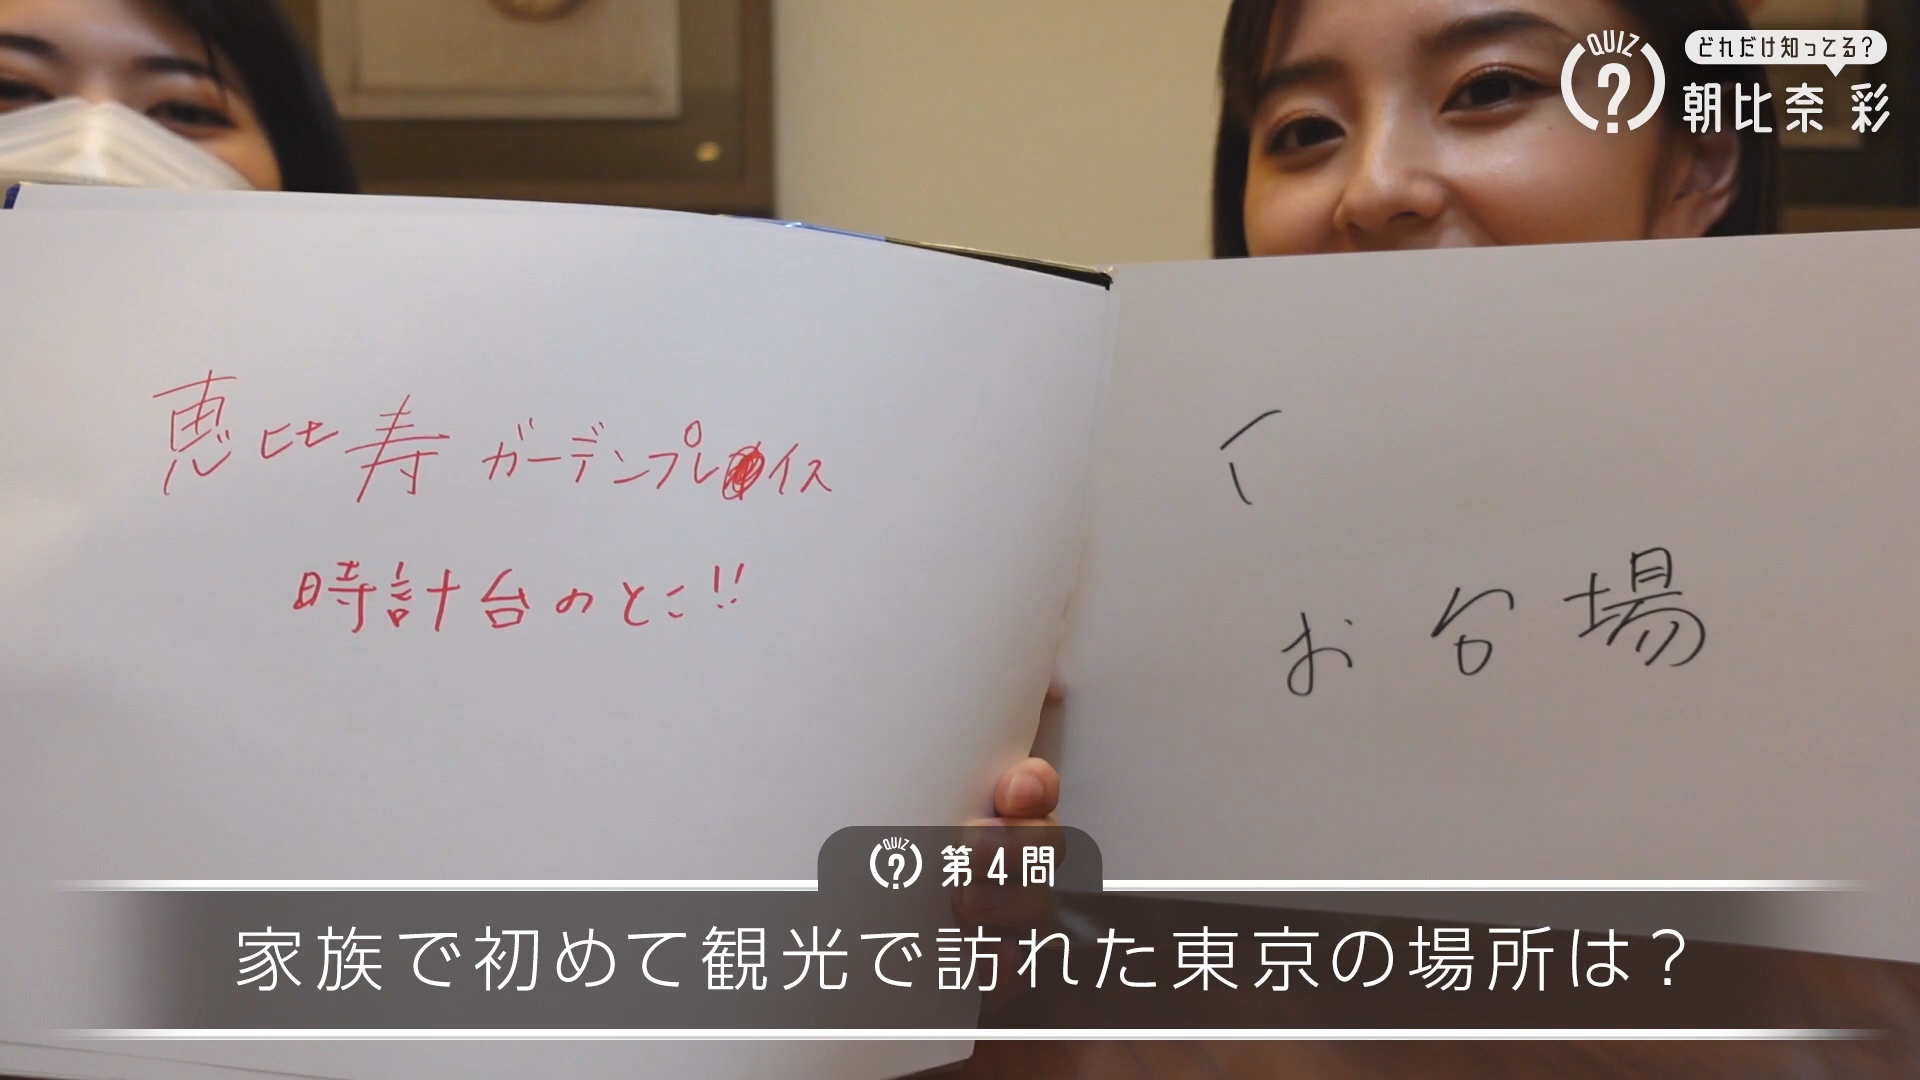 QUIZ
?
どれだけ知ってる?
朝比奈 彩
恵比寿 ガーデンプレイス
時計台のとこ!!
お台場
QUIZ
?
第4問
家族で初めて観光で訪れた東京の場所は?